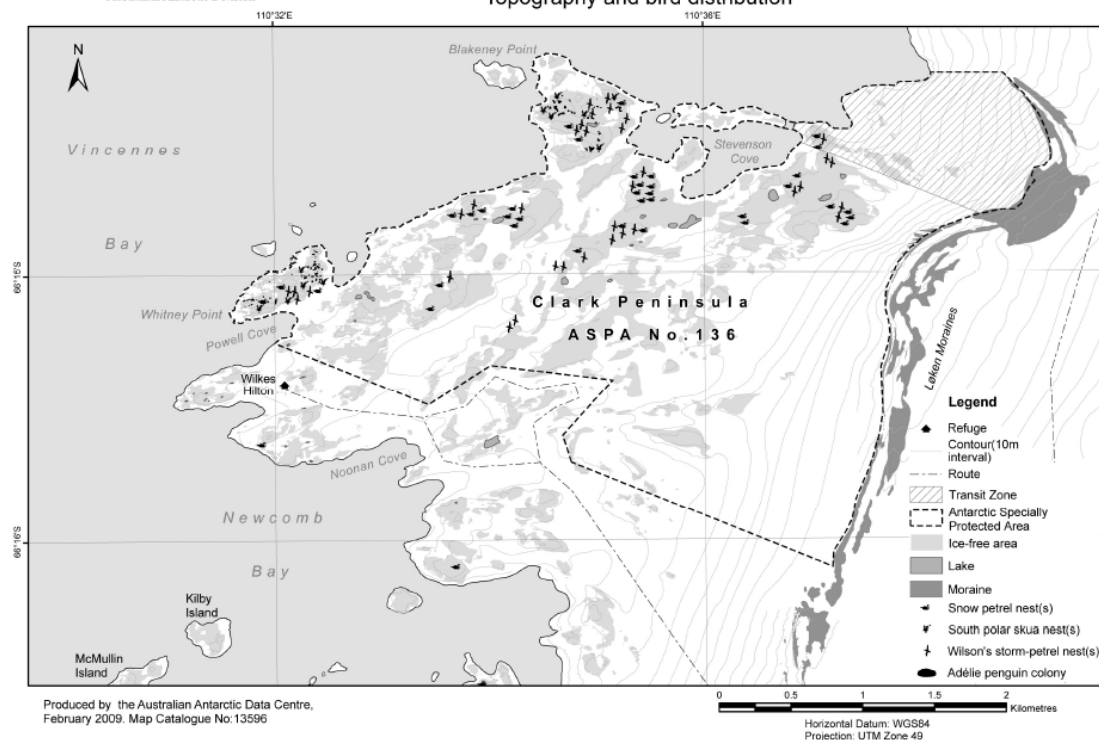 Topography and bird distribution
110°32'E
110°36'E
N
Blakeney Point
Vincennes
Bay
Stevenson
Cove
66°16'S
Whitney Point
Powell Cove
Clark Peninsula
ASPA No.136
Wilkes
Hilton
Løken Moraines
Noonan Cove
Newcomb
Bay
66°16'S
Kilby
Island
McMullin
Island
Legend
Refuge
Contour(10m
interval)
Route
Transit Zone
Antarctic Specially
Protected Area
Ice-free area
Lake
Moraine
Snow petrel nest(s)
South polar skua nest(s)
Wilson's storm-petrel nest(s)
Adélie penguin colony
Produced by the Australian Antarctic Data Centre,
February 2009. Map Catalogue No:13596
0 0.5 1 1.5 2
Kilometres
Horizontal Datum: WGS84
Projection: UTM Zone 49